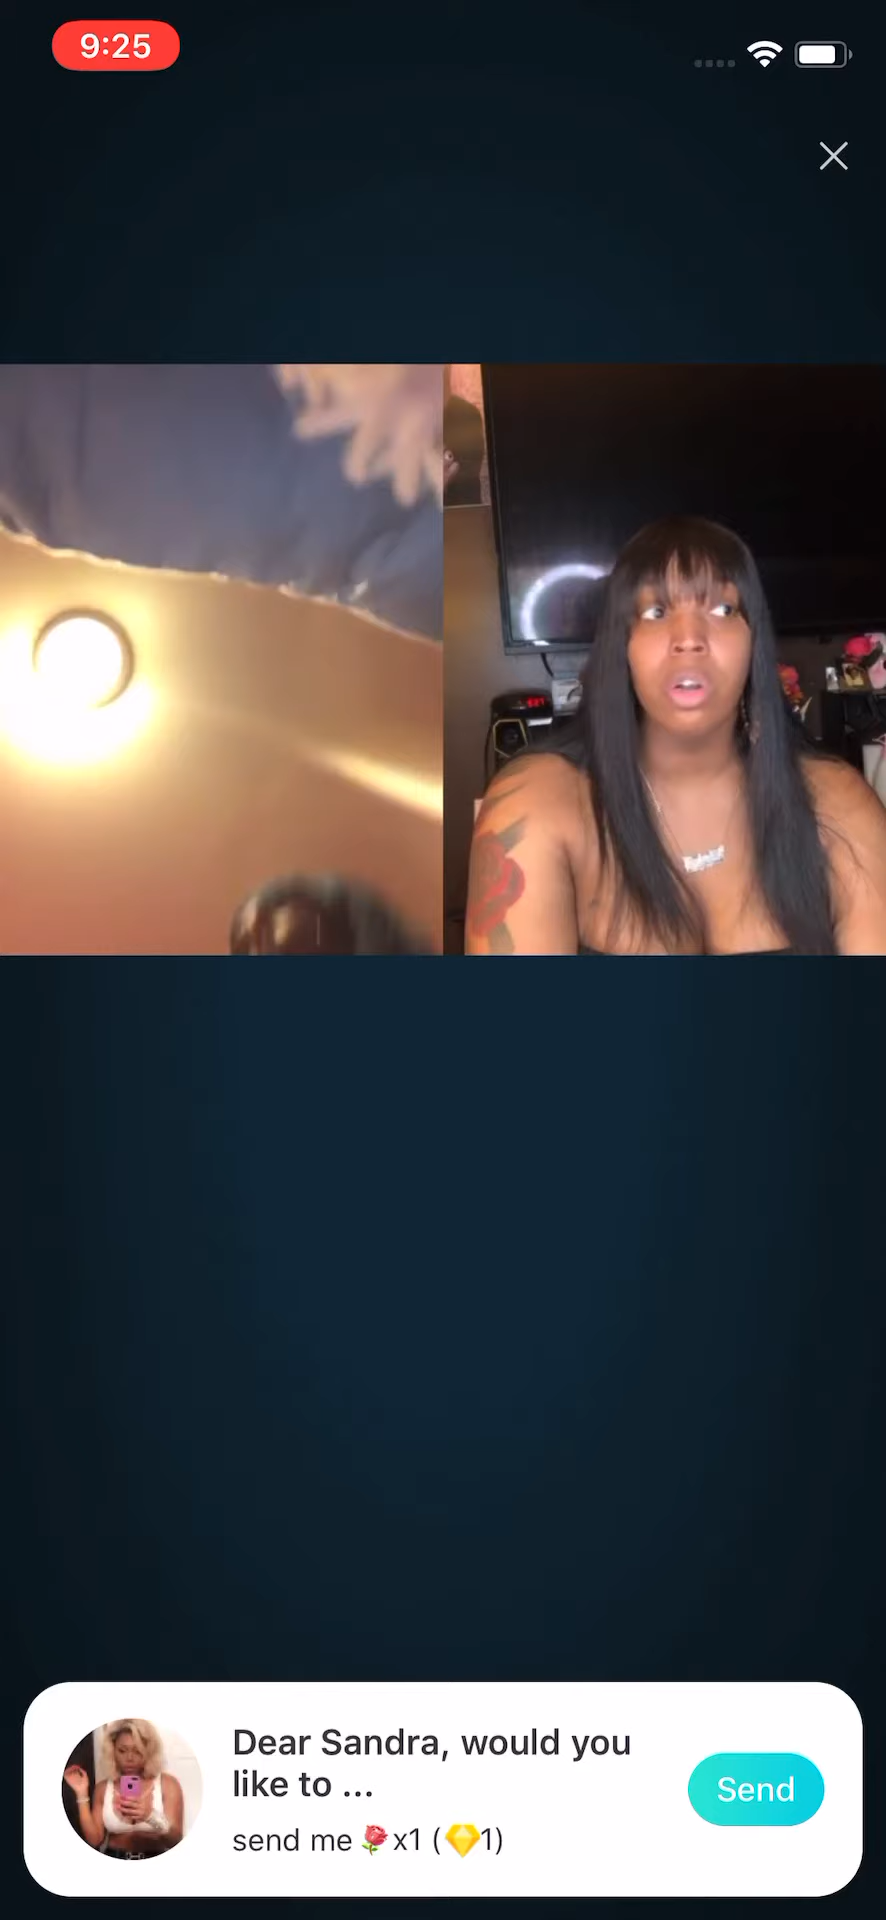 9:25
Dear Sandra, would you
like to ...
send me🌹x1 (💎1)
Send